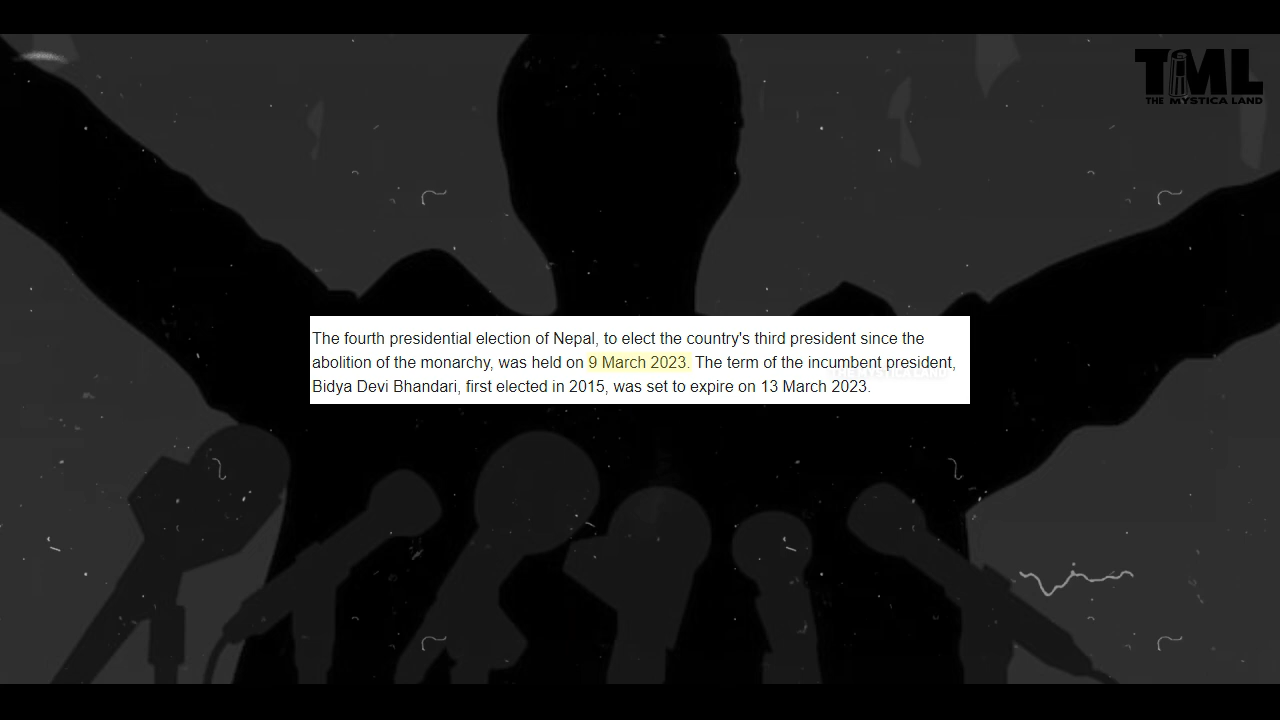 TML
THE MYSTICA LAND
The fourth presidential election of Nepal, to elect the country's third president since the
abolition of the monarchy, was held on 9 March 2023. The term of the incumbent president,
Bidya Devi Bhandari, first elected in 2015, was set to expire on 13 March 2023.